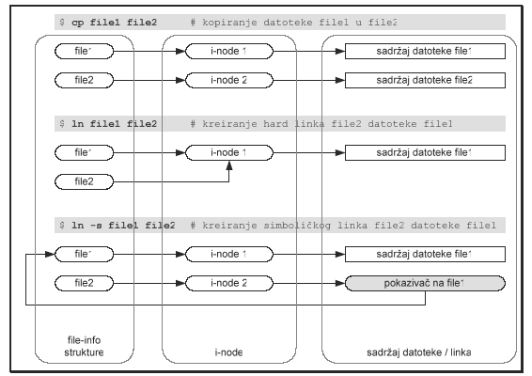 $ cp file1 file2 # kopiranje datoteke file1 u file2
file1 i-node 1 sadržaj datoteke file1
file2 i-node 2 sadržaj datoteke file2
$ ln file1 file2 # kreiranje hard linka file2 datoteke file1
file1 i-node 1 sadržaj datoteke file1
file2
$ ln -s file1 file2 # kreiranje simboličkog linka file2 datoteke file1
file1 i-node 1 sadržaj datoteke file1
file2 i-node 2 pokazivač na file1
file-info
strukture i-node sadržaj datoteke / linka